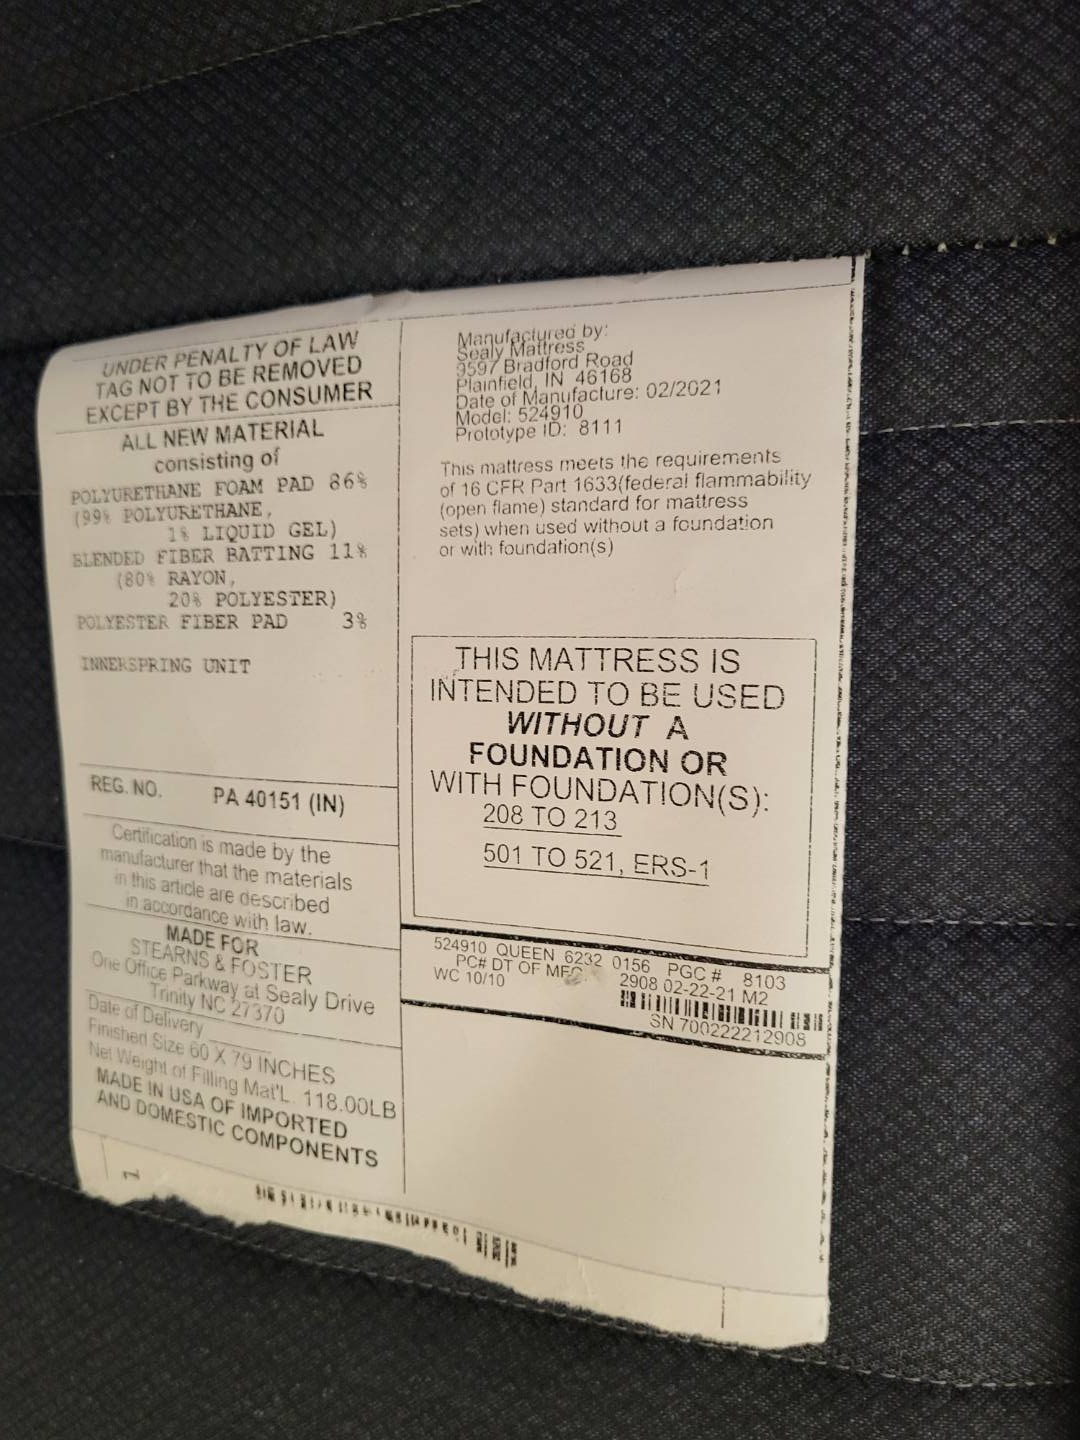 UNDER PENALTY OF LAW
TAG NOT TO BE REMOVED
EXCEPT BY THE CONSUMER
ALL NEW MATERIAL
consisting of
POLYURETHANE FOAM PAD 86%
(99% POLYURETHANE,
1% LIQUID GEL)
BLENDED FIBER BATTING 11%
(80% RAYON,
20% POLYESTER)
POLYESTER FIBER PAD 3%
INNERSPRING UNIT
REG. NO. PA 40151 (IN)
Certification is made by the
manufacturer that the materials
in this article are described
in accordance with law.
MADE FOR
STEARNS & FOSTER
One Office Parkway at Sealy Drive
Trinity NC 27370
Date of Delivery
Finished Size 60 X 79 INCHES
Net Weight of Filling Mat'L. 118.00LB
MADE IN USA OF IMPORTED
AND DOMESTIC COMPONENTS
1
Manufactured by:
Sealy Mattress
9597 Bradford Road
Plainfield, IN 46168
Date of Manufacture: 02/2021
Model: 524910
Prototype ID: 8111
This mattress meets the requirements
of 16 CFR Part 1633(federal flammability
(open flame) standard for mattress
sets) when used without a foundation
or with foundation(s)
THIS MATTRESS IS
INTENDED TO BE USED
WITHOUT A
FOUNDATION OR
WITH FOUNDATION(S):
208 TO 213
501 TO 521, ERS-1
524910 QUEEN 6232 0156 PGC # 8103
PC# DT OF MFG 2908 02-22-21 M2
WC 10/10
SN 700222212908